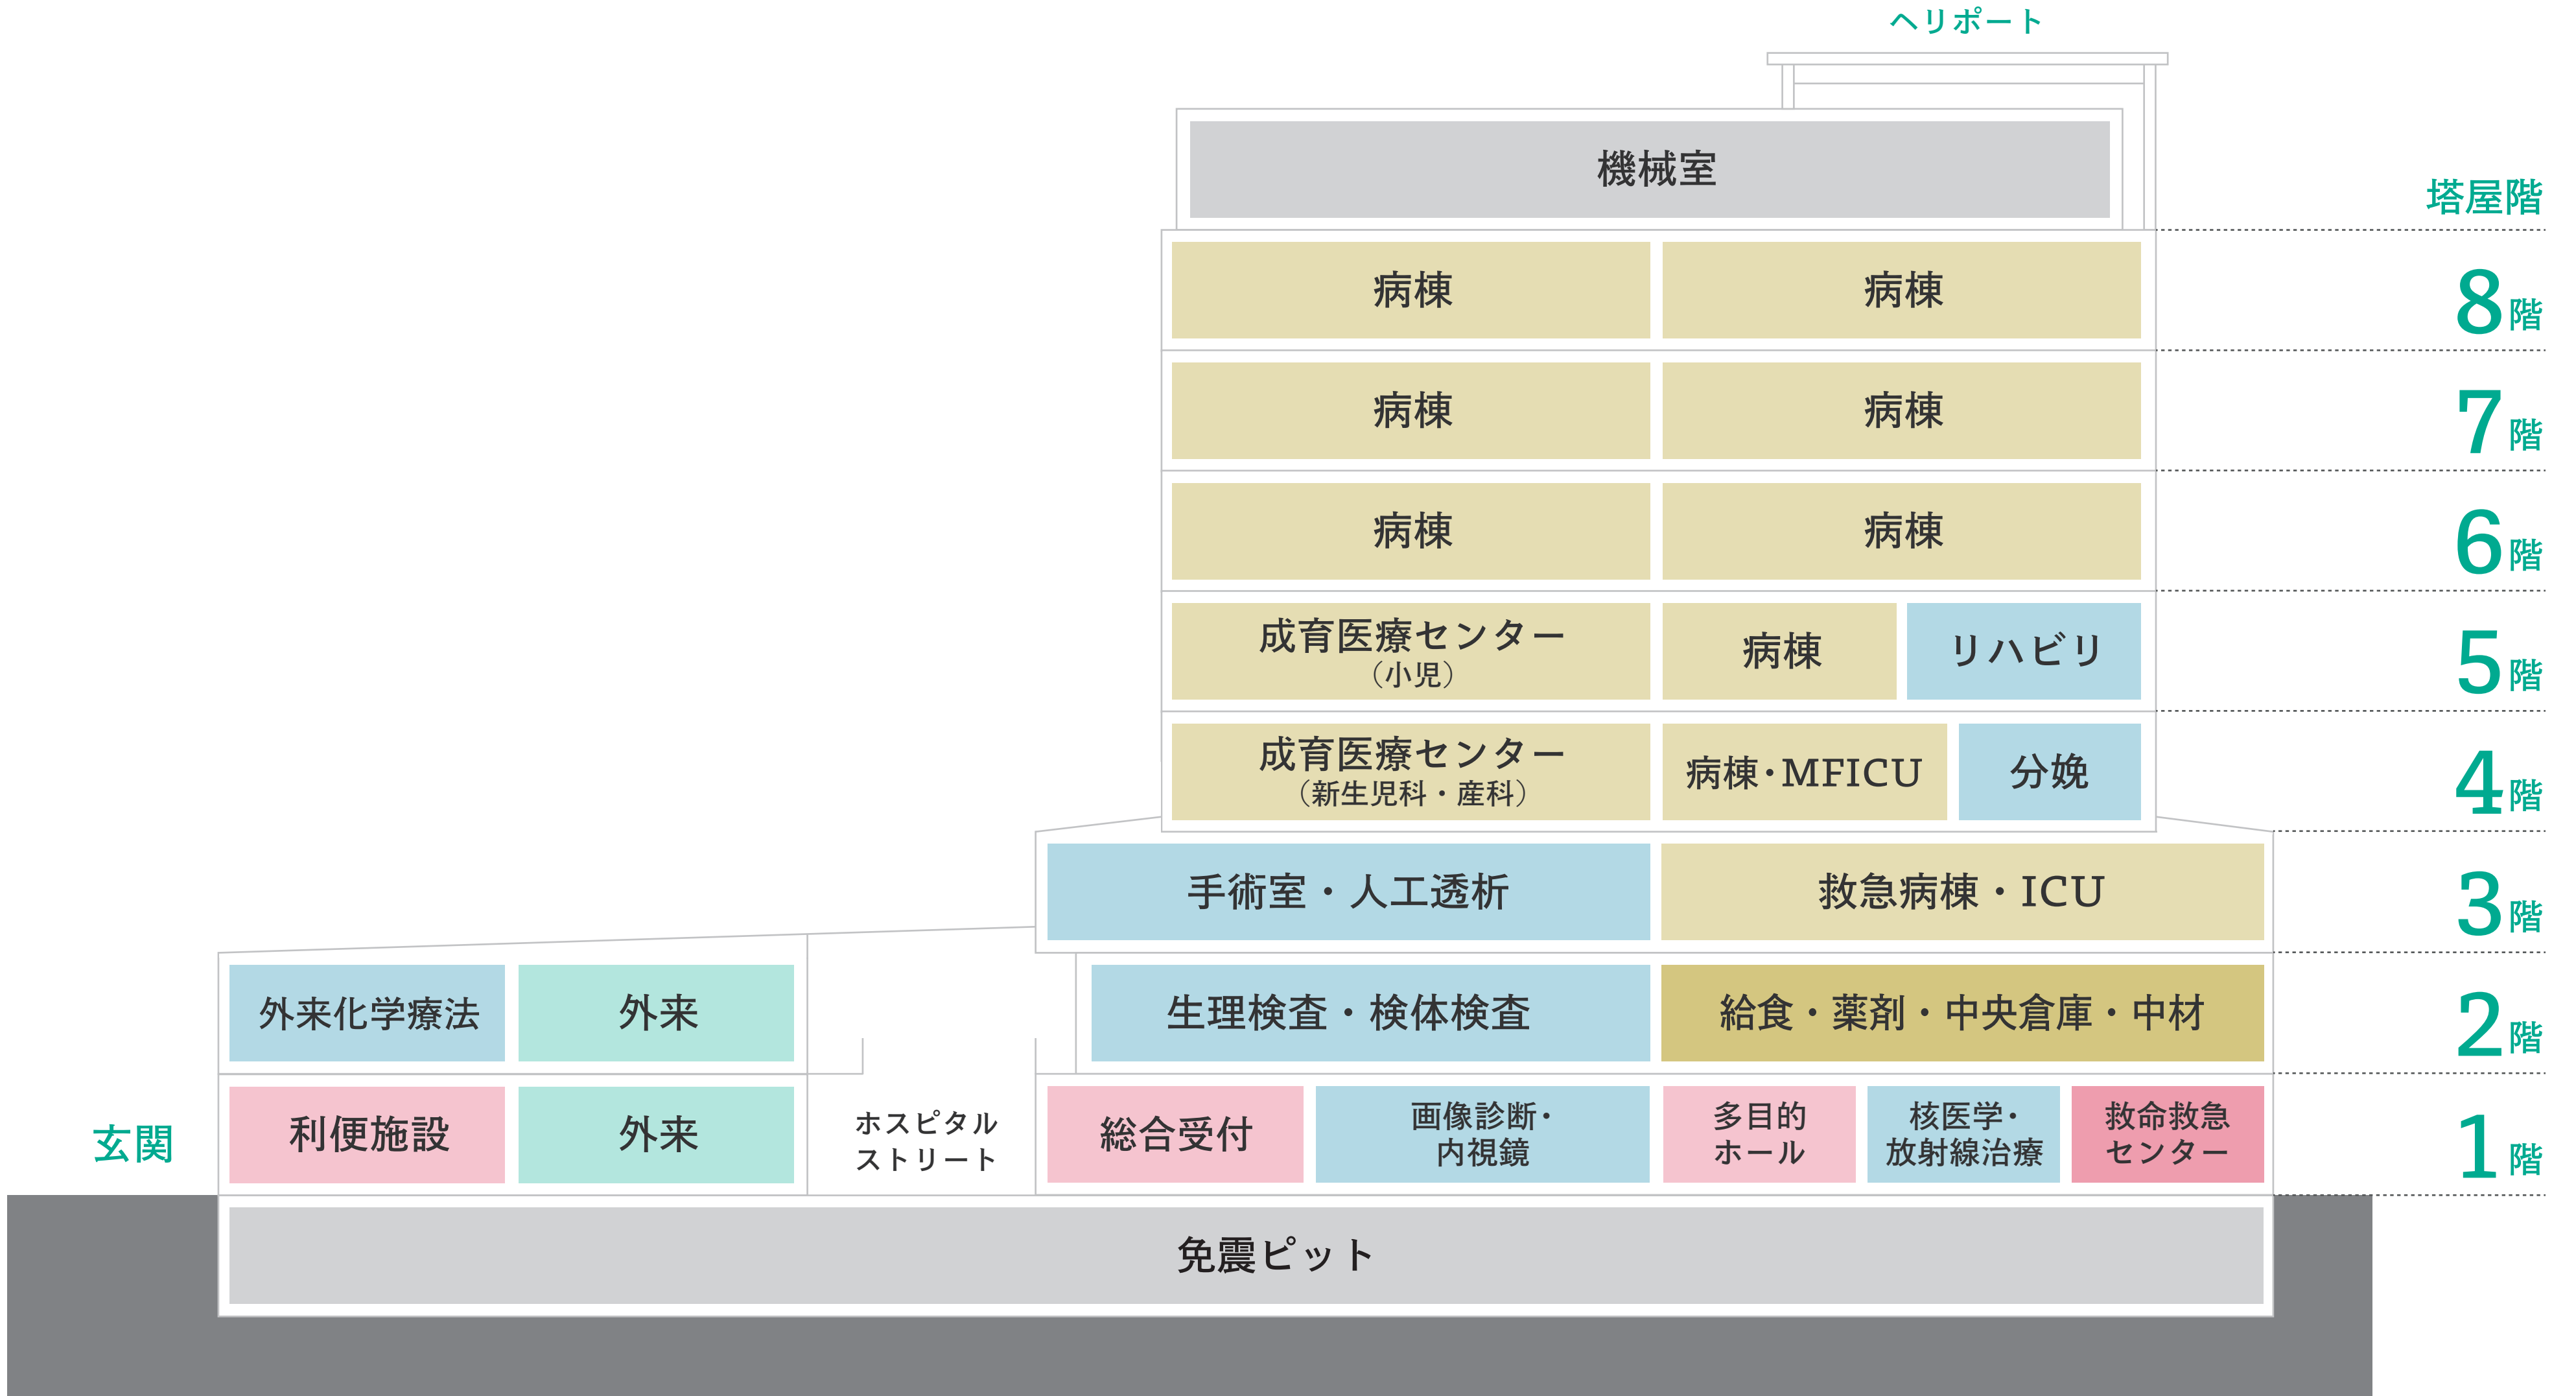 ヘリポート
機械室
塔屋階
病棟
病棟
8階
病棟
病棟
7階
病棟
病棟
6階
成育医療センター
（小児）
病棟
リハビリ
5階
成育医療センター
（新生児科・産科）
病棟・MFICU
分娩
4階
手術室・人工透析
救急病棟・ICU
3階
外来化学療法
外来
生理検査・検体検査
給食・薬剤・中央倉庫・中材
2階
玄関
利便施設
外来
ホスピタル
ストリート
総合受付
画像診断・
内視鏡
多目的
ホール
核医学・
放射線治療
救命救急
センター
1階
免震ピット